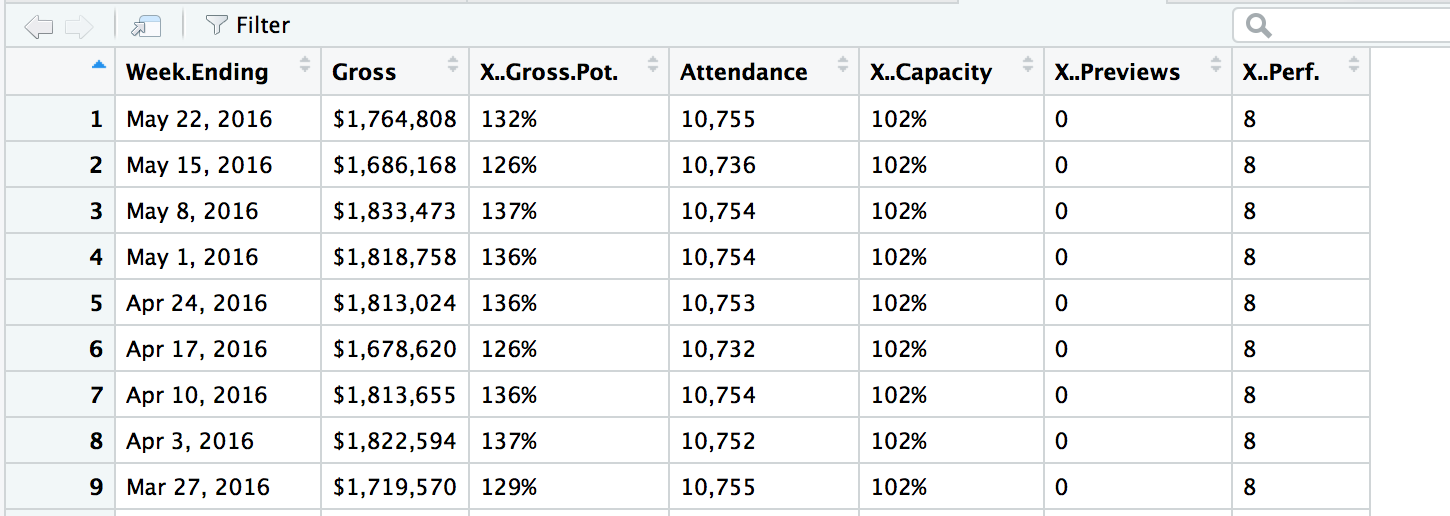 Filter
Week.Ending Gross X..Gross.Pot. Attendance X..Capacity X..Previews X..Perf.
1 May 22, 2016 $1,764,808 132% 10,755 102% 0 8
2 May 15, 2016 $1,686,168 126% 10,736 102% 0 8
3 May 8, 2016 $1,833,473 137% 10,754 102% 0 8
4 May 1, 2016 $1,818,758 136% 10,754 102% 0 8
5 Apr 24, 2016 $1,813,024 136% 10,753 102% 0 8
6 Apr 17, 2016 $1,678,620 126% 10,732 102% 0 8
7 Apr 10, 2016 $1,813,655 136% 10,754 102% 0 8
8 Apr 3, 2016 $1,822,594 137% 10,752 102% 0 8
9 Mar 27, 2016 $1,719,570 129% 10,755 102% 0 8